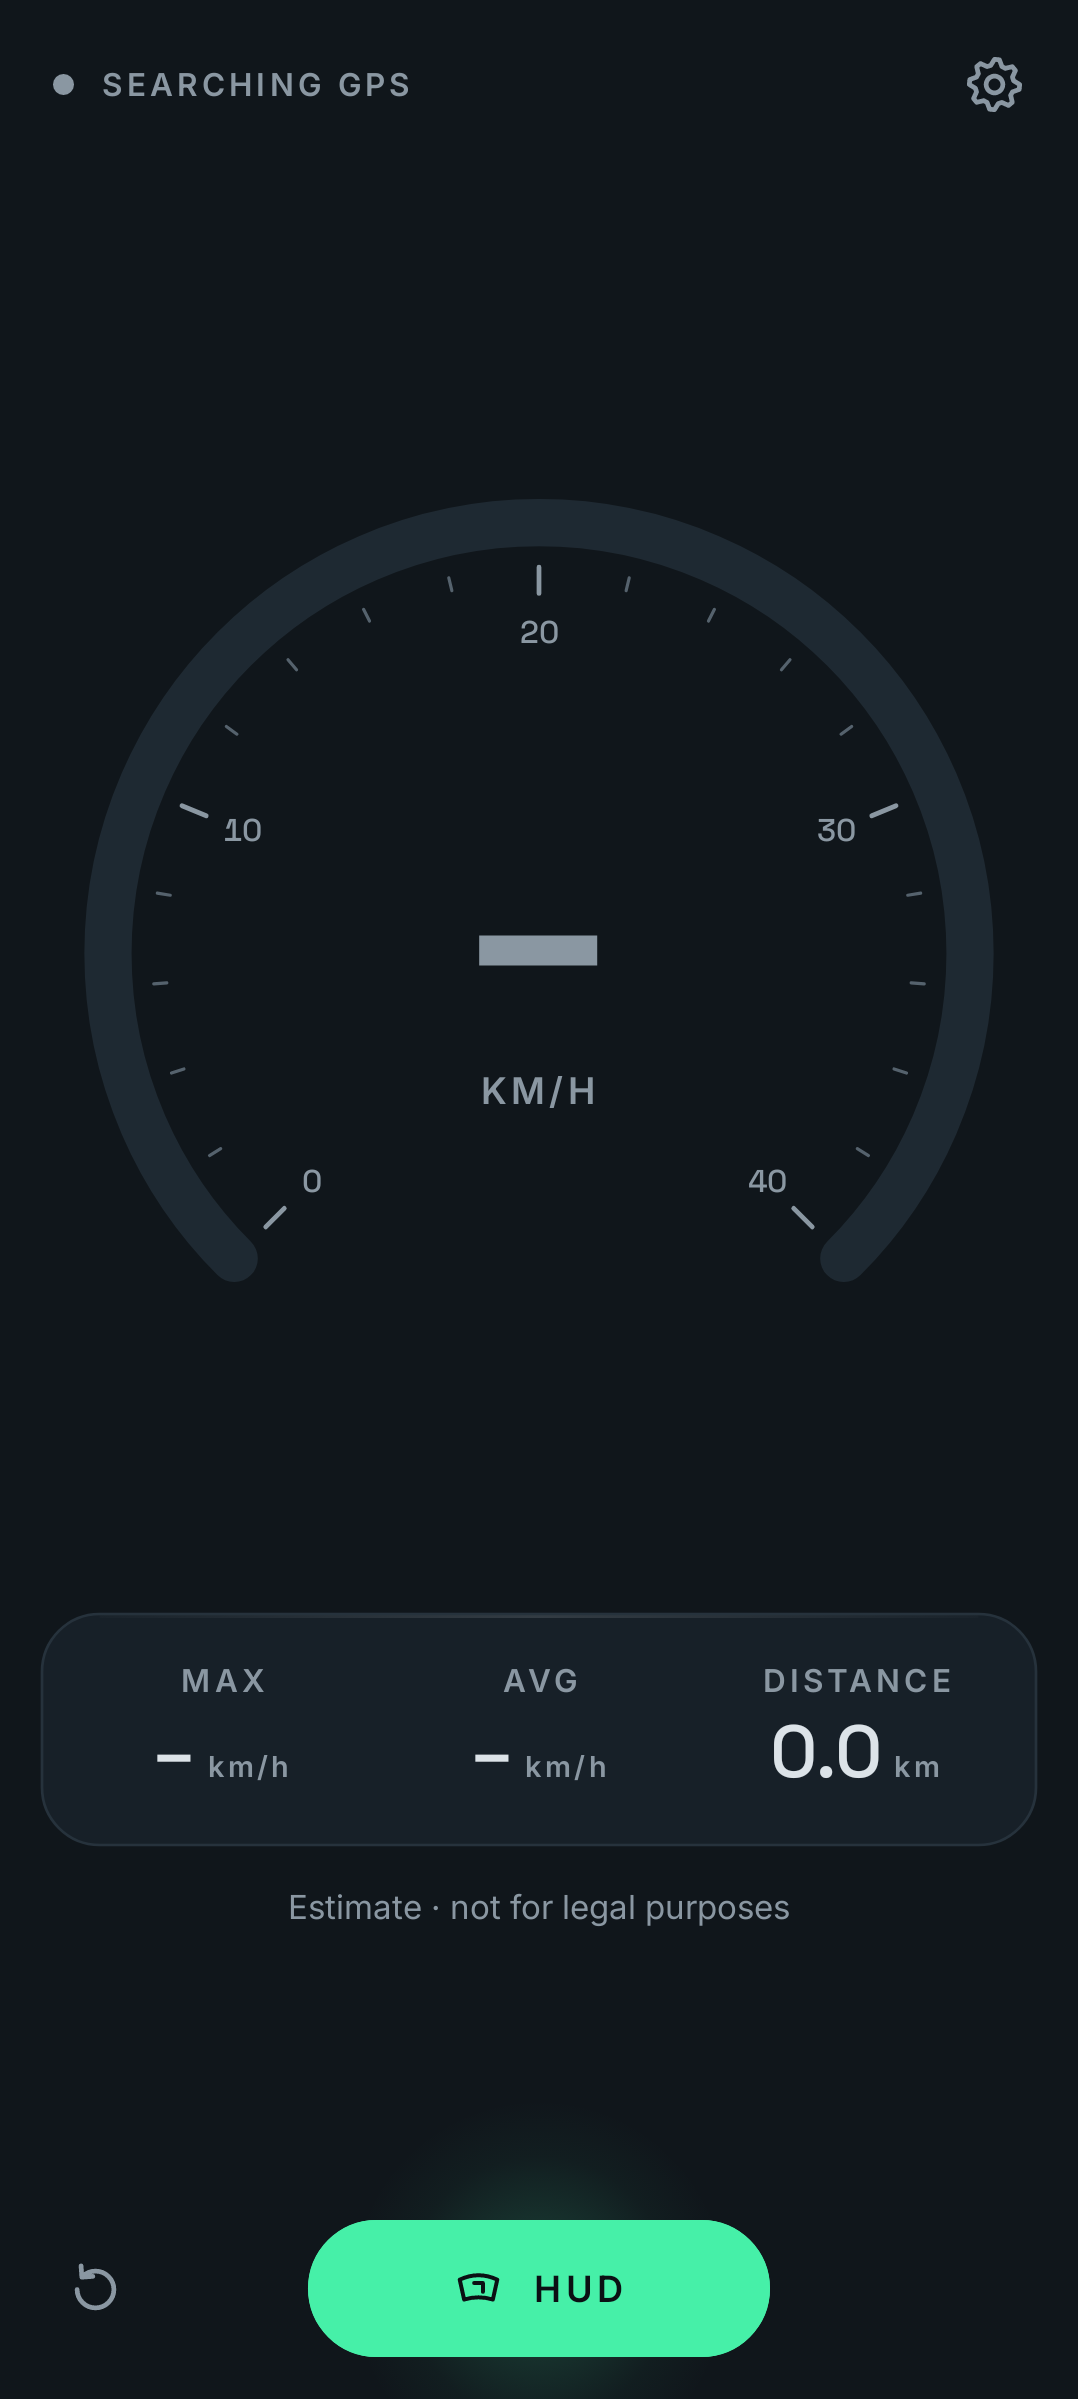 SEARCHING GPS
20
10
30
–
KM/H
0
40
MAX
AVG
DISTANCE
– km/h
– km/h
0.0 km
Estimate · not for legal purposes
HUD